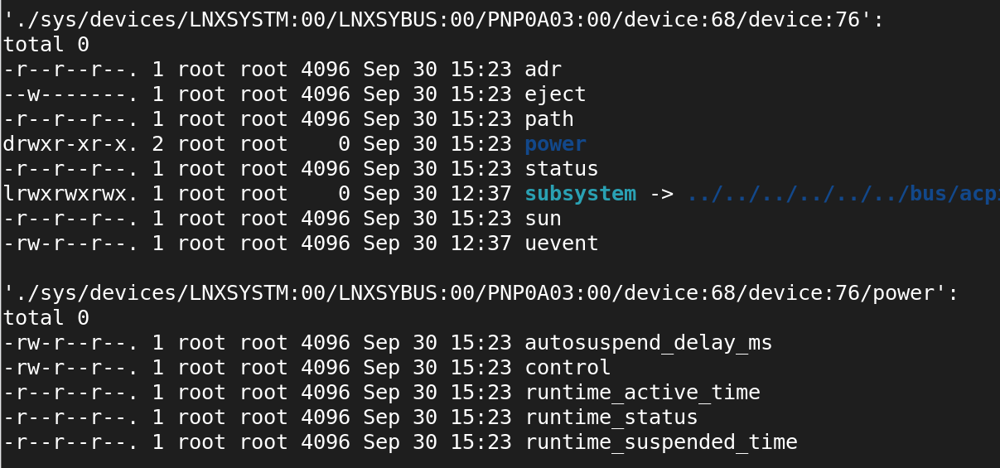 './sys/devices/LNXSYSTM:00/LNXSYBUS:00/PNP0A03:00/device:68/device:76':
total 0
-r--r--r--. 1 root root 4096 Sep 30 15:23 adr
--w-------. 1 root root 4096 Sep 30 15:23 eject
-r--r--r--. 1 root root 4096 Sep 30 15:23 path
drwxr-xr-x. 2 root root    0 Sep 30 15:23 power
-r--r--r--. 1 root root 4096 Sep 30 15:23 status
lrwxrwxrwx. 1 root root    0 Sep 30 12:37 subsystem -> ../../../../../../bus/acp
-r--r--r--. 1 root root 4096 Sep 30 15:23 sun
-rw-r--r--. 1 root root 4096 Sep 30 12:37 uevent

'./sys/devices/LNXSYSTM:00/LNXSYBUS:00/PNP0A03:00/device:68/device:76/power':
total 0
-rw-r--r--. 1 root root 4096 Sep 30 15:23 autosuspend_delay_ms
-rw-r--r--. 1 root root 4096 Sep 30 15:23 control
-r--r--r--. 1 root root 4096 Sep 30 15:23 runtime_active_time
-r--r--r--. 1 root root 4096 Sep 30 15:23 runtime_status
-r--r--r--. 1 root root 4096 Sep 30 15:23 runtime_suspended_time